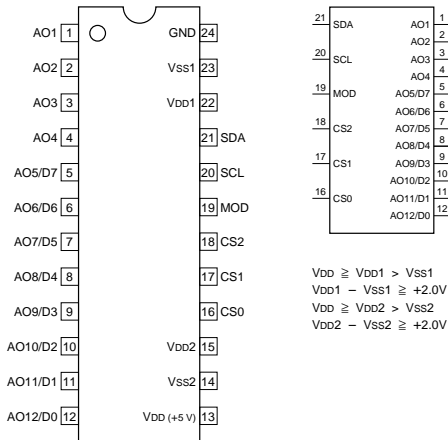 AO1 1 GND 24
AO2 2 VSS1 23
AO3 3 VDD1 22
AO4 4 21 SDA
AO5/D7 5 20 SCL
AO6/D6 6 19 MOD
AO7/D5 7 18 CS2
AO8/D4 8 17 CS1
AO9/D3 9 16 CS0
AO10/D2 10 VDD2 15
AO11/D1 11 VSS2 14
AO12/D0 12 VDD (+5 V) 13
21 SDA AO1 1
AO2 2
20 SCL AO3 3
AO4 4
19 MOD AO5/D7 5
AO6/D6 6
18 CS2 AO7/D5 7
AO8/D4 8
17 CS1 AO9/D3 9
AO10/D2 10
16 CS0 AO11/D1 11
AO12/D0 12
VDD ≧ VDD1 > VSS1
VDD1 − VSS1 ≧ +2.0V
VDD ≧ VDD2 > VSS2
VDD2 − VSS2 ≧ +2.0V